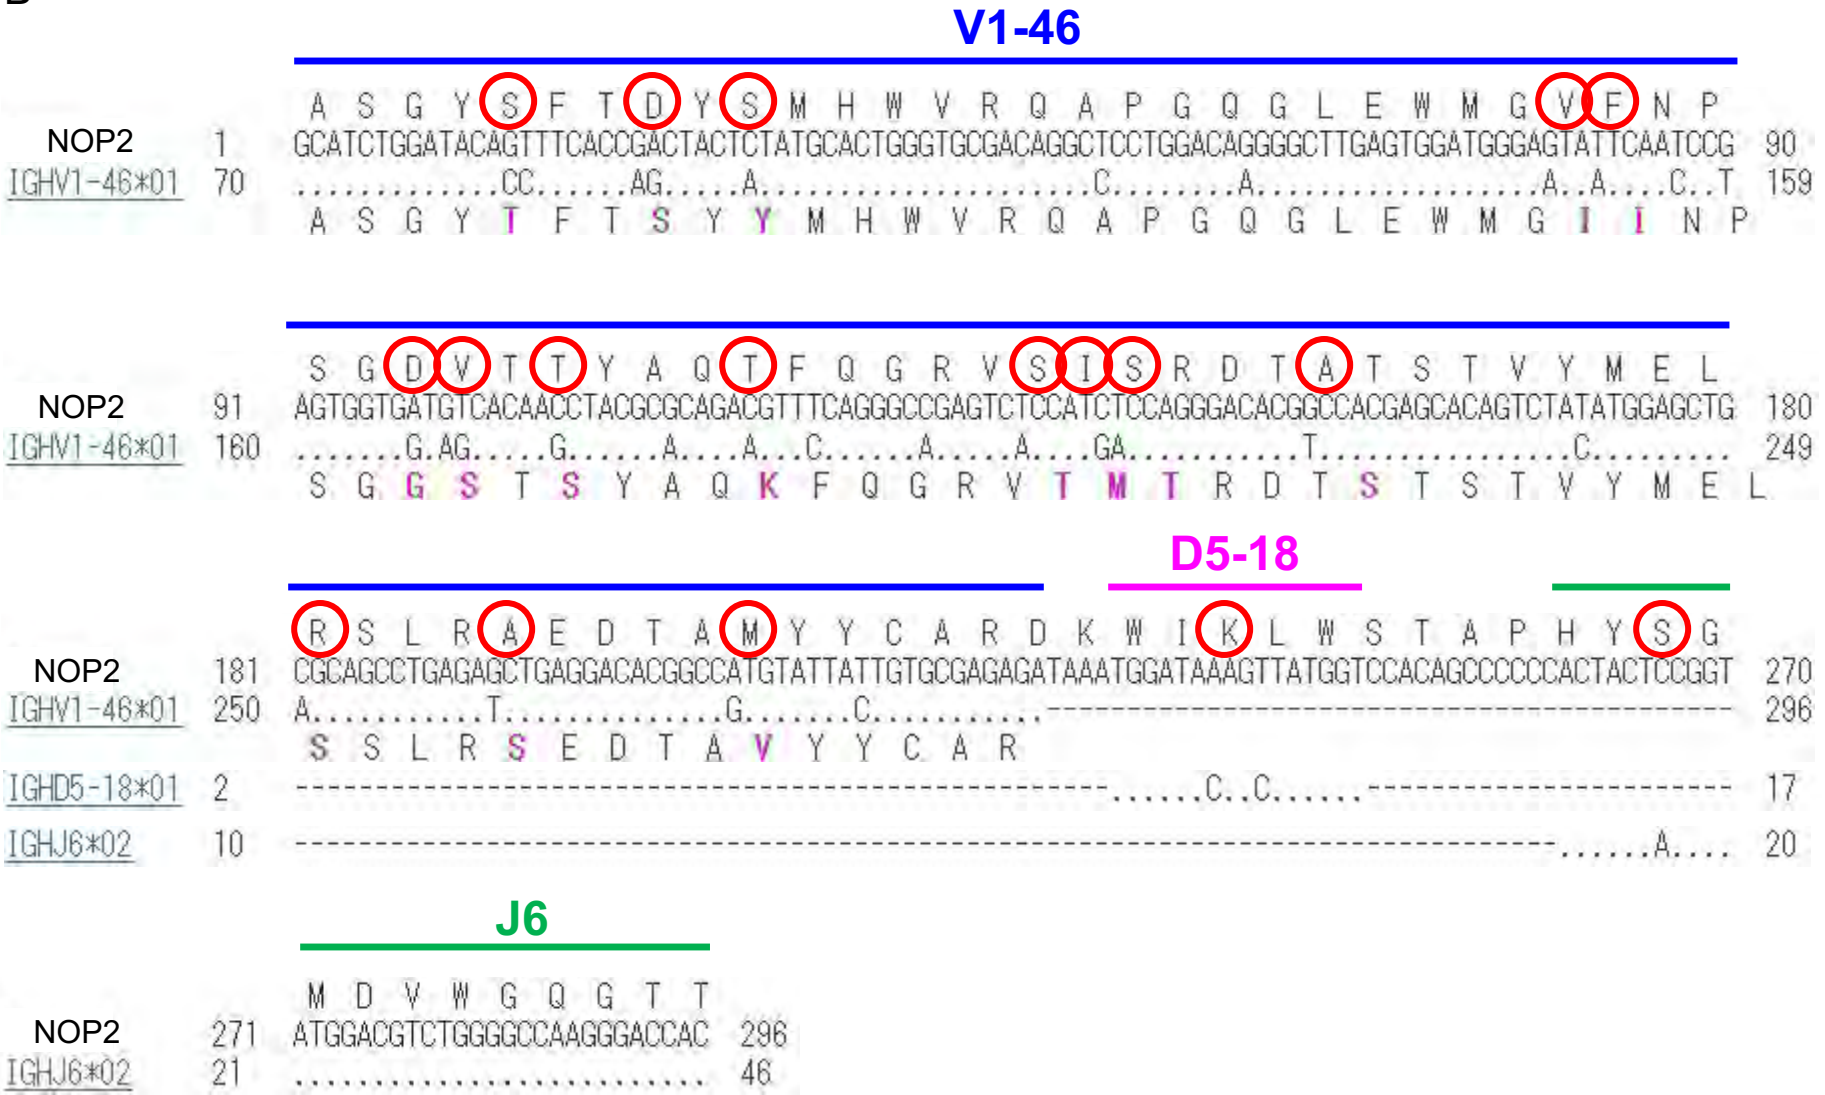 V1-46
A S G Y S F T D Y S M H W V R Q A P G Q G L E W M G V F N P
NOP2 1 GCATCTGGATACAGTTTCACCGACTACTCTATGCACTGGGTGCGACAGGCTCCTGGACAGGGGCTTGAGTGGATGGGAGTATTCAATCCG 90
IGHV1-46*01 70 .............CC......AG.....A.....................C........A..................A..A....C..T 159
A S G Y T F T S Y Y M H W V R Q A P G Q G L E W M G I I N P
S G D V T T Y A Q T F Q G R V S I S R D T A T S T V Y M E L
NOP2 91 AGTGGTGATGTCACAACCTACGCGCAGACGTTTCAGGGCCGAGTCTCCATCTCCAGGGACACGGCCACGAGCACAGTCTATATGGAGCTG 180
IGHV1-46*01 160 .......G.AG.....G......A....A...C......A.....A....GA...........T................C......... 249
S G G S T S Y A Q K F Q G R V T M T R D T S T S T V Y M E L
D5-18
R S L R A E D T A M Y Y C A R D K W I K L W S T A P H Y S G
NOP2 181 CGCAGCCTGAGAGCTGAGGACACGGCCATGTATTATTGTGCGAGAGATAAATGGATAAAGTTATGGTCCACAGCCCCCCACTACTCCGGT 270
IGHV1-46*01 250 A...........T..............G.......C...........------------------------------------------- 296
S S L R S E D T A V Y Y C A R
IGHD5-18*01 2 ---------------------------------------------------......C..C......----------------------- 17
IGHJ6*02 10 -------------------------------------------------------------------------------......A.... 20
J6
M D V W G Q G T T
NOP2 271 ATGGACGTCTGGGGCCAAGGGACCAC 296
IGHJ6*02 21 .......................... 46